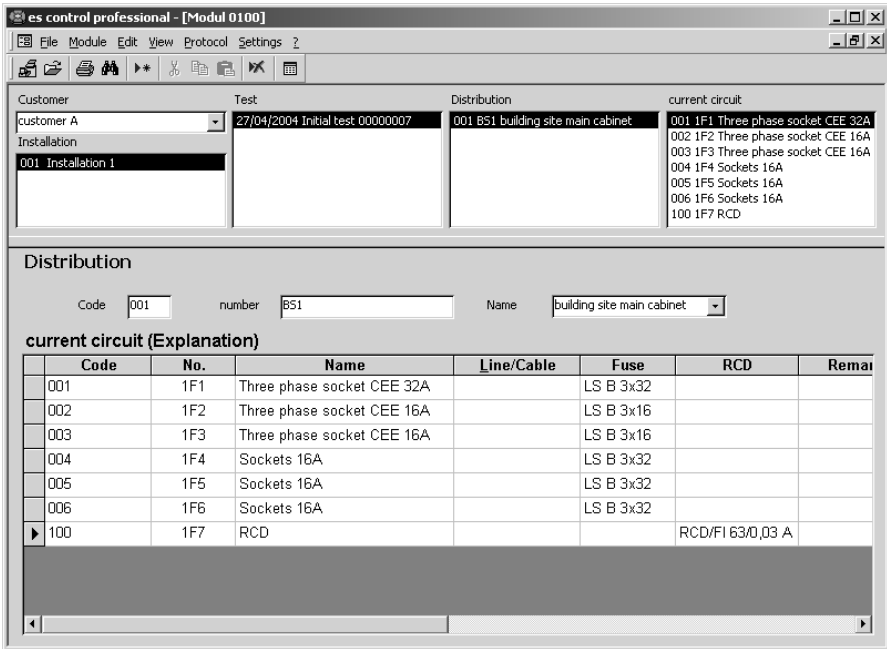 es control professional - [Modul 0100]
File Module Edit View Protocol Settings ?
Customer Test Distribution current circuit
customer A
27/04/2004 Initial test 00000007
001 BS1 building site main cabinet
001 1F1 Three phase socket CEE 32A
002 1F2 Three phase socket CEE 16A
003 1F3 Three phase socket CEE 16A
004 1F4 Sockets 16A
005 1F5 Sockets 16A
006 1F6 Sockets 16A
100 1F7 RCD
Installation
001 Installation 1
Distribution
Code 001 number BS1 Name building site main cabinet
current circuit (Explanation)
Code No. Name Line/Cable Fuse RCD Remar
001 1F1 Three phase socket CEE 32A LS B 3x32
002 1F2 Three phase socket CEE 16A LS B 3x16
003 1F3 Three phase socket CEE 16A LS B 3x16
004 1F4 Sockets 16A LS B 3x32
005 1F5 Sockets 16A LS B 3x32
006 1F6 Sockets 16A LS B 3x32
100 1F7 RCD RCD/FI 63/0,03 A